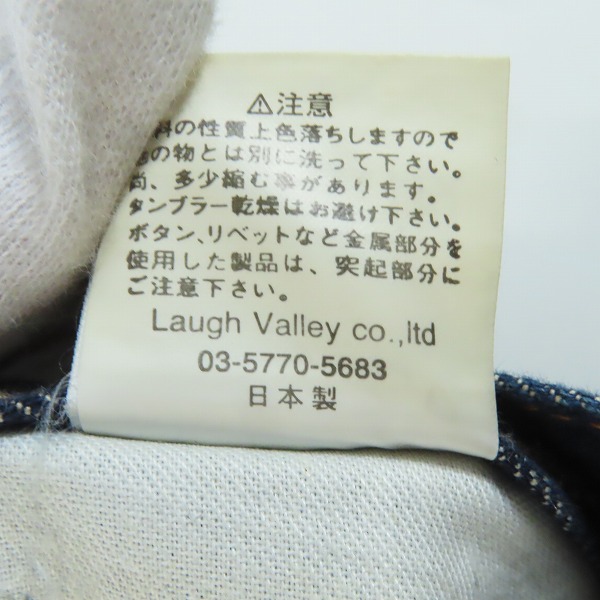 ⚠注意
料の性質上色落ちしますので
他の物とは別に洗って下さい。
尚、多少縮む事があります。
タンブラー乾燥はお避け下さい。
ボタン、リベットなど金属部分を
使用した製品は、突起部分に
ご注意下さい。
Laugh Valley co.,ltd
03-5770-5683
日本製